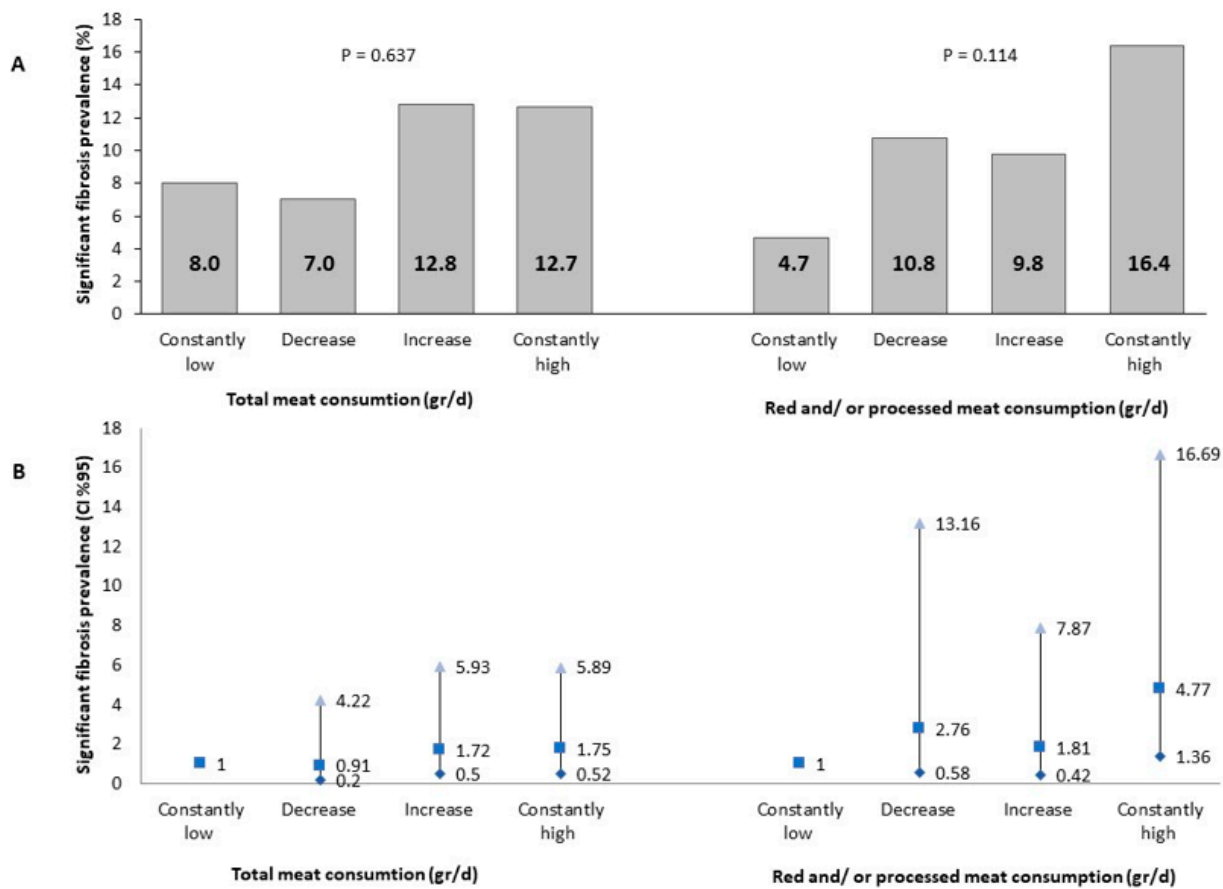 A
Significant fibrosis prevalence (%)
18
16
14
12
10
8
6
4
2
0
P = 0.637
P = 0.114
8.0
7.0
12.8
12.7
4.7
10.8
9.8
16.4
Constantly
low
Decrease
Increase
Constantly
high
Constantly
low
Decrease
Increase
Constantly
high
Total meat consumtion (gr/d)
Red and/ or processed meat consumption (gr/d)
B
Significant fibrosis prevalence (CI %95)
18
16
14
12
10
8
6
4
2
0
1
4.22
0.91
0.2
5.93
1.72
0.5
5.89
1.75
0.52
1
13.16
2.76
0.58
7.87
1.81
0.42
16.69
4.77
1.36
Constantly
low
Decrease
Increase
Constantly
high
Constantly
low
Decrease
Increase
Constantly
high
Total meat consumtion (gr/d)
Red and/ or processed meat consumption (gr/d)